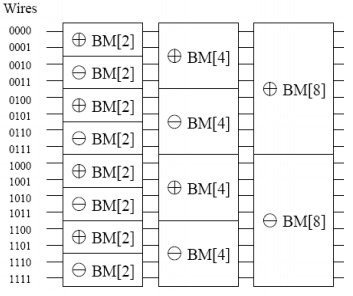 Wires
0000
0001
0010
0011
0100
0101
0110
0111
1000
1001
1010
1011
1100
1101
1110
1111
⊕ BM[2]
⊖ BM[2]
⊕ BM[2]
⊖ BM[2]
⊕ BM[2]
⊖ BM[2]
⊕ BM[2]
⊖ BM[2]
⊕ BM[4]
⊖ BM[4]
⊕ BM[4]
⊖ BM[4]
⊕ BM[8]
⊖ BM[8]